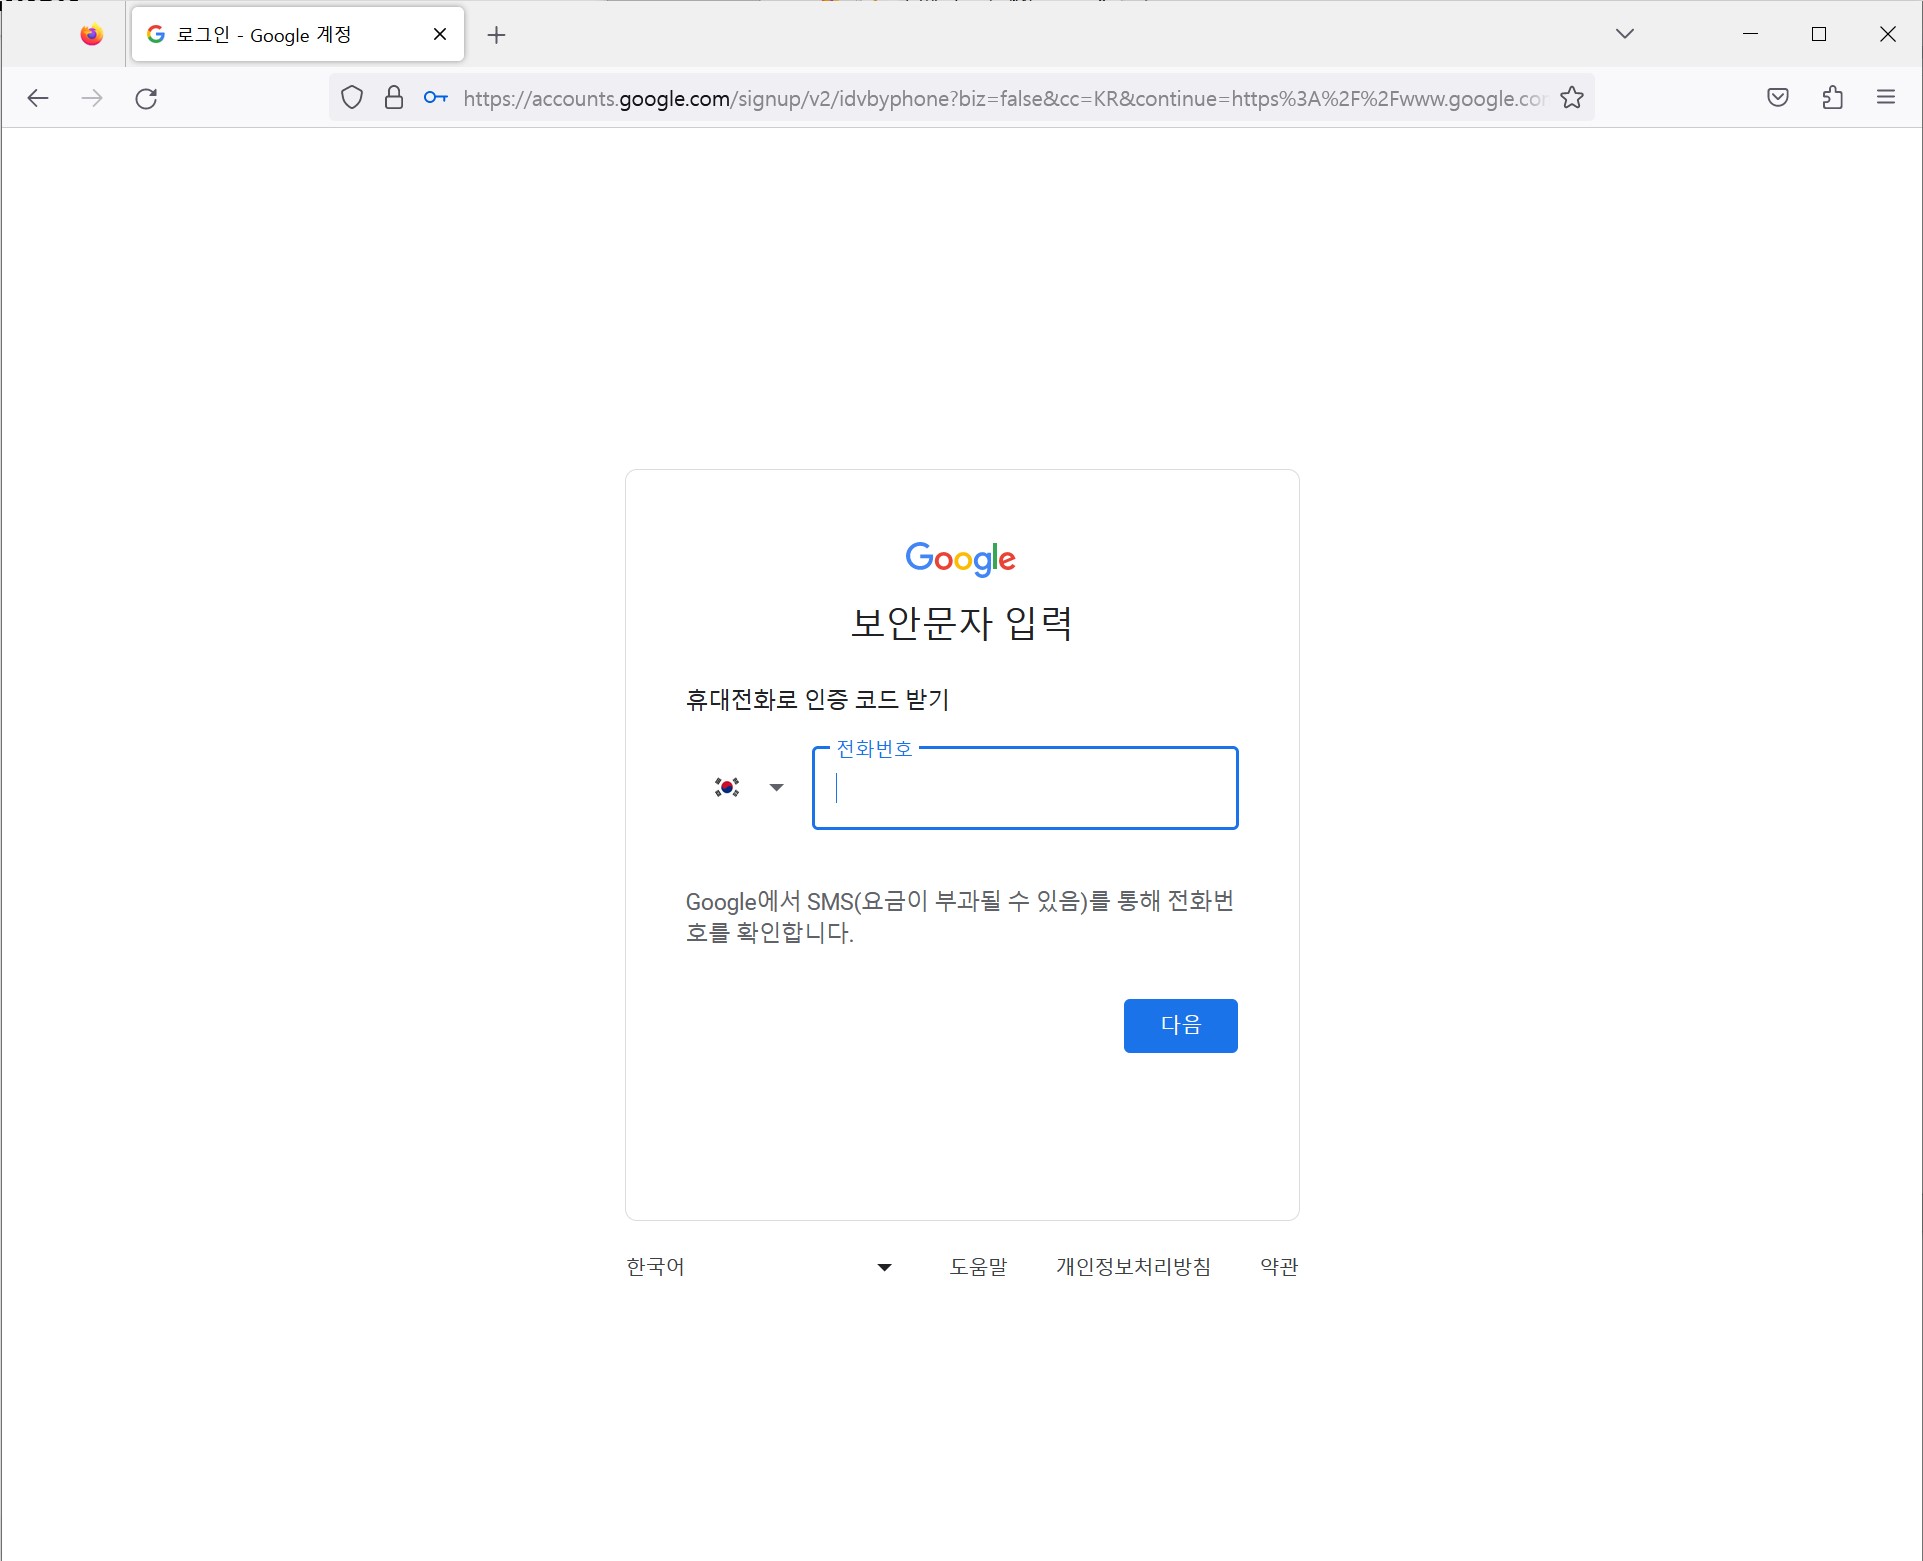 로그인 - Google 계정
https://accounts.google.com/signup/v2/idvbyphone?biz=false&cc=KR&continue=https%3A%2F%2Fwww.google.co
Google
보안문자 입력
휴대전화로 인증 코드 받기
전화번호
Google에서 SMS(요금이 부과될 수 있음)를 통해 전화번
호를 확인합니다.
다음
한국어 도움말 개인정보처리방침 약관